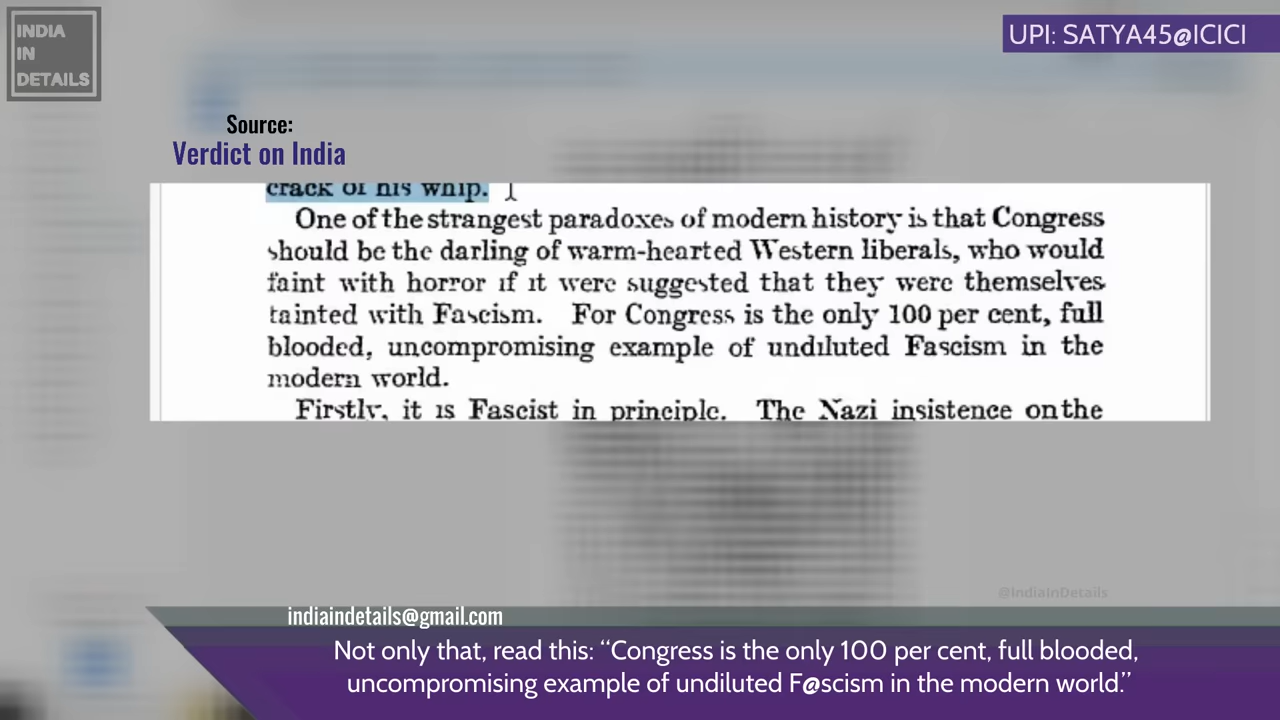 INDIA
IN
DETAILS
UPI: SATYA45@ICICI
Source:
Verdict on India
crack of his whip.
One of the strangest paradoxes of modern history is that Congress
should be the darling of warm-hearted Western liberals, who would
faint with horror if it were suggested that they were themselves
tainted with Fascism. For Congress is the only 100 per cent, full
blooded, uncompromising example of undiluted Fascism in the
modern world.
Firstly, it is Fascist in principle. The Nazi insistence on the
@IndiaInDetails
indiaindetails@gmail.com
Not only that, read this: “Congress is the only 100 per cent, full blooded,
uncompromising example of undiluted F@scism in the modern world.”